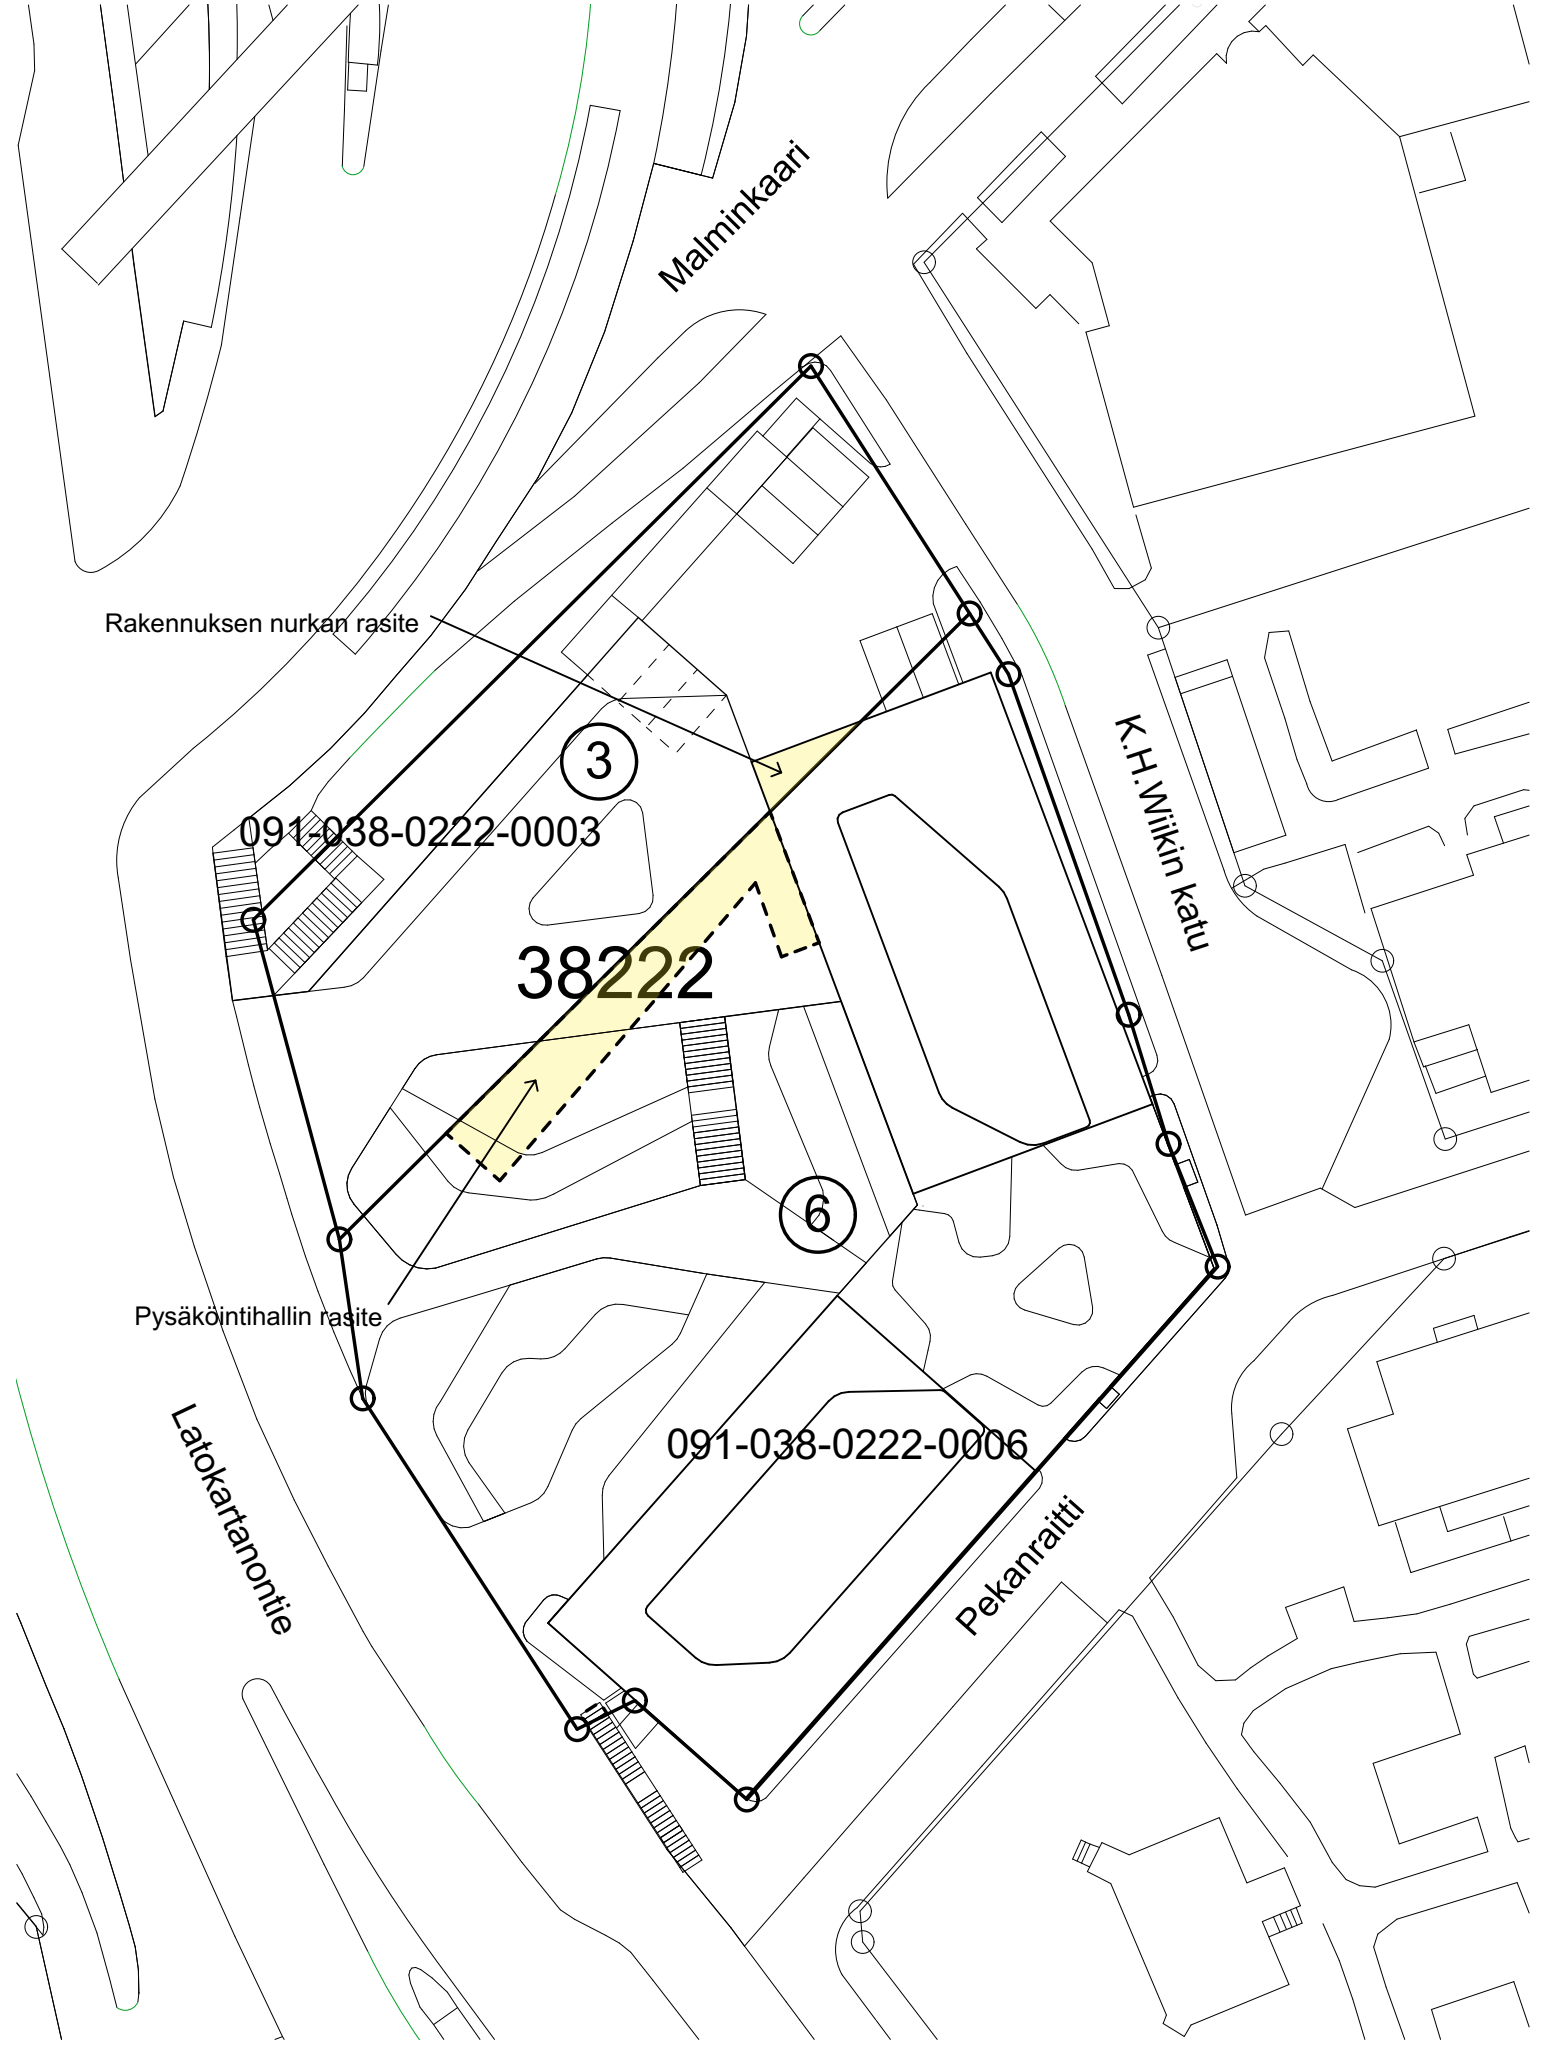 Malminkaari
Rakennuksen nurkan rasite
3
091-038-0222-0003
K.H.Wiikin katu
38222
6
Pysäköintihallin rasite
091-038-0222-0006
Latokartanontie
Pekanraitti